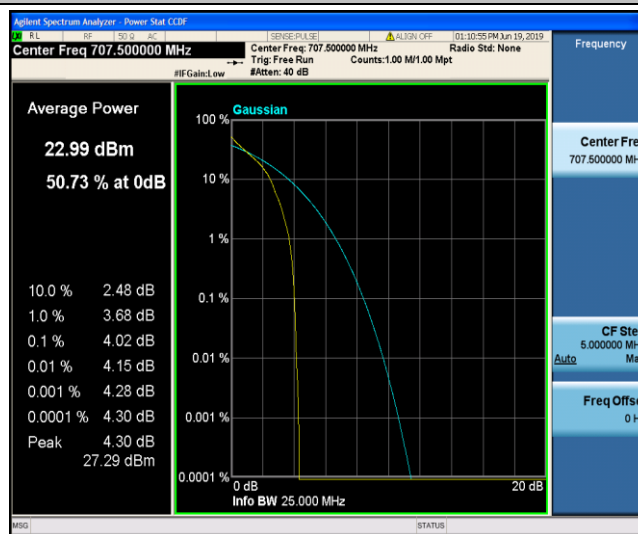 Agilent Spectrum Analyzer - Power Stat CCDF
RL RF 50 Ω AC SENSE:PULSE ALIGN OFF 01:10:55 PM Jun 19, 2019
Center Freq 707.500000 MHz
Center Freq: 707.500000 MHz
Radio Std: None
Trig: Free Run
Counts:1.00 M/1.00 Mpt
#IFGain:Low
#Atten: 40 dB
Frequency
Average Power
22.99 dBm
50.73 % at 0dB
10.0 % 2.48 dB
1.0 % 3.68 dB
0.1 % 4.02 dB
0.01 % 4.15 dB
0.001 % 4.28 dB
0.0001 % 4.30 dB
Peak 4.30 dB
27.29 dBm
Gaussian
100 %
10 %
1 %
0.1 %
0.01 %
0.001 %
0.0001 %
0 dB
20 dB
Info BW 25.000 MHz
Center Fre
707.500000 MH
CF Ste
5.000000 MH
Auto Ma
Freq Offse
0 H
MSG
STATUS